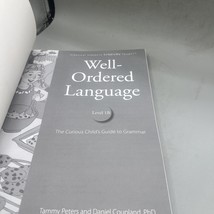 Well-
Ordered
Language
Level 1B
The Curious Child's Guide to Grammar
Tammy Peters and Daniel Coupland, PhD